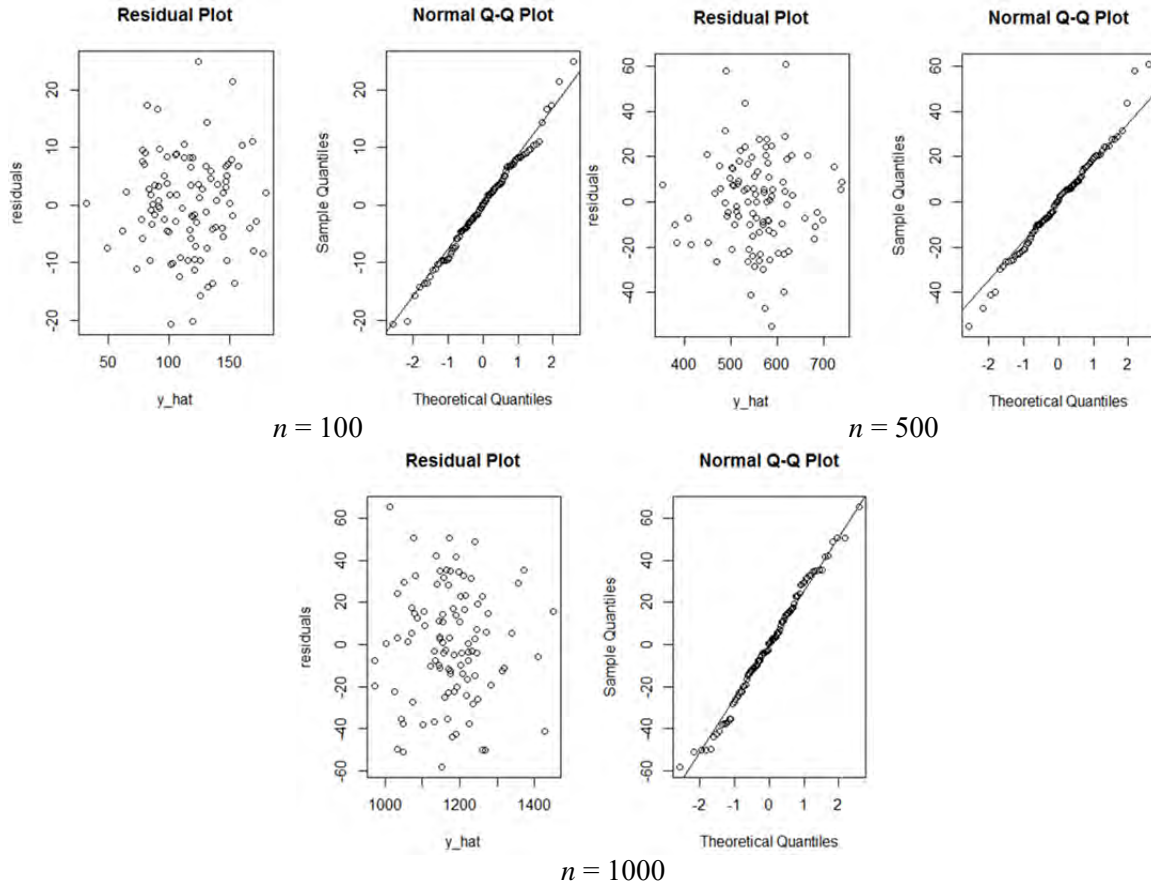 Residual Plot
Normal Q-Q Plot
Residual Plot
Normal Q-Q Plot
residuals
20
10
0
-10
-20
50
100
150
y_hat
Sample Quantiles
20
10
0
-10
-20
-2
-1
0
1
2
Theoretical Quantiles
residuals
60
40
20
0
-20
-40
400
500
600
700
y_hat
Sample Quantiles
60
40
20
0
-20
-40
-2
-1
0
1
2
Theoretical Quantiles
n = 100
n = 500
Residual Plot
Normal Q-Q Plot
residuals
60
40
20
0
-20
-40
-60
1000
1200
1400
y_hat
Sample Quantiles
60
40
20
0
-20
-40
-60
-2
-1
0
1
2
Theoretical Quantiles
n = 1000